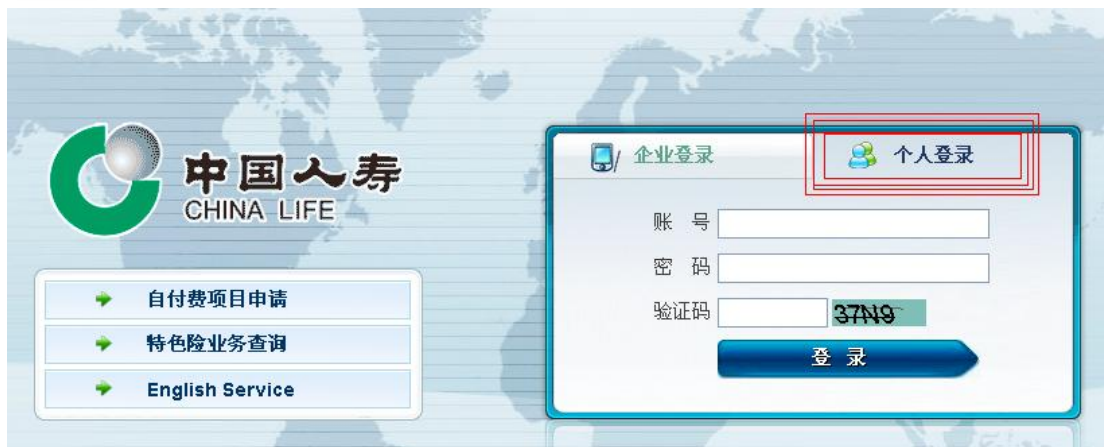 中国人寿
CHINA LIFE
自付费项目申请
特色险业务查询
English Service
企业登录
个人登录
账 号
密 码
验证码 37N9
登 录